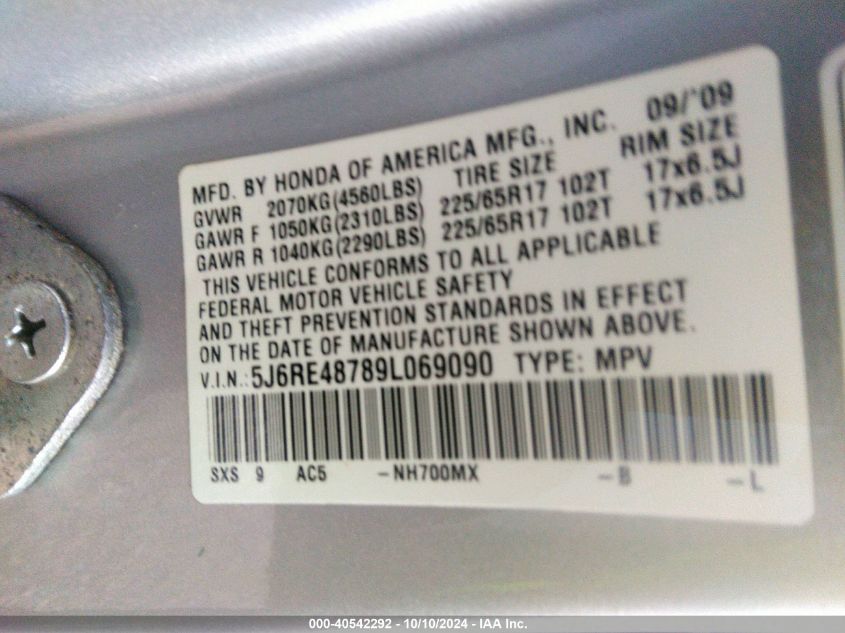 MFD. BY HONDA OF AMERICA MFG., INC. 09/'09
TIRE SIZE RIM SIZE
GVWR 2070KG(4560LBS)
GAWR F 1050KG(2310LBS) 225/65R17 102T 17x6.5J
GAWR R 1040KG(2290LBS) 225/65R17 102T 17x6.5J
THIS VEHICLE CONFORMS TO ALL APPLICABLE
FEDERAL MOTOR VEHICLE SAFETY
AND THEFT PREVENTION STANDARDS IN EFFECT
ON THE DATE OF MANUFACTURE SHOWN ABOVE.
V.I.N.: 5J6RE48789L069090 TYPE: MPV
SXS 9 AC5 -NH700MX -B -L
000-40542292 - 10/10/2024 - IAA Inc.